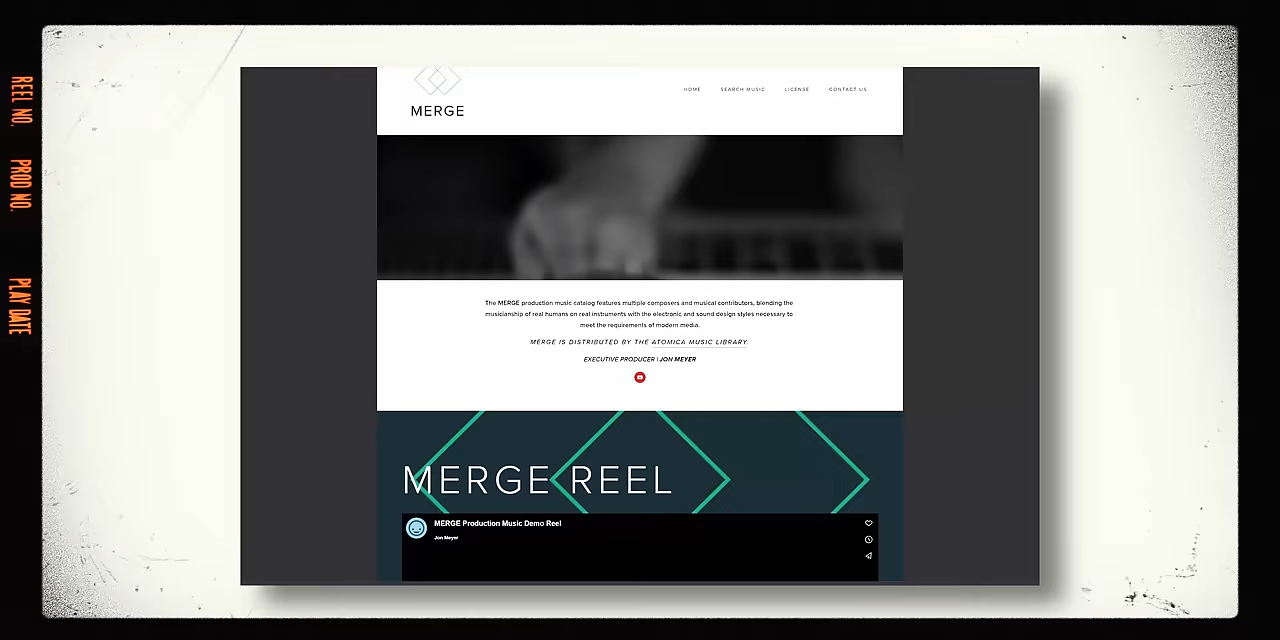 REEL NO.
PROD NO.
PLAY DATE
MERGE
HOME SEARCH MUSIC LICENSE CONTACT US
The MERGE production music catalog features multiple composers and musical contributors, blending the
musicianship of real humans on real instruments with the electronic and sound design styles necessary to
meet the requirements of modern media.
MERGE IS DISTRIBUTED BY THE ATOMICA MUSIC LIBRARY.
EXECUTIVE PRODUCER | JON MEYER
MERGE REEL
MERGE Production Music Demo Reel
Jon Meyer